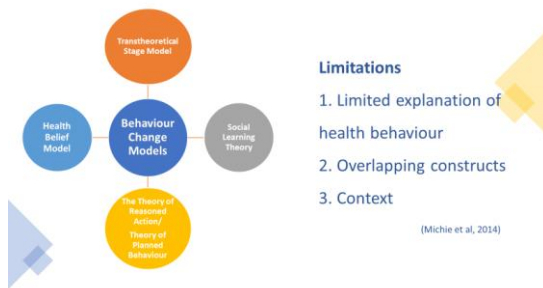 Transtheoretical
Stage Model
Health
Belief
Model
Behaviour
Change
Models
Social
Learning
Theory
The Theory of
Reasoned
Action/
Theory of
Planned
Behaviour
Limitations
1. Limited explanation of
health behaviour
2. Overlapping constructs
3. Context
(Michie et al, 2014)